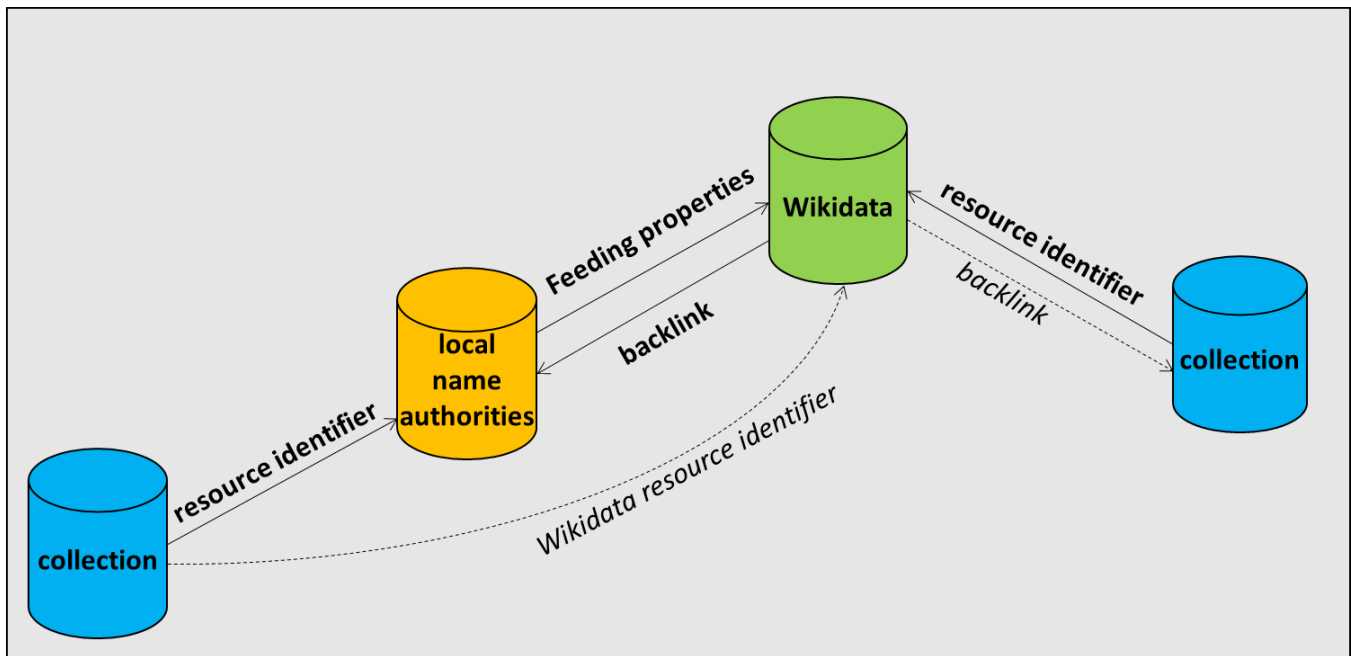 Wikidata
Feeding properties
resource identifier
backlink
backlink
local
name
authorities
collection
resource identifier
Wikidata resource identifier
collection